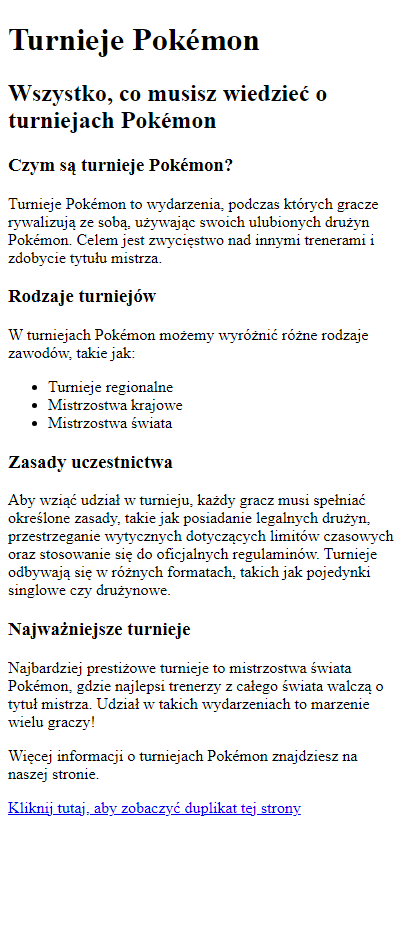 Turnieje Pokémon
Wszystko, co musisz wiedzieć o
turniejach Pokémon
Czym są turnieje Pokémon?
Turnieje Pokémon to wydarzenia, podczas których gracze
rywalizują ze sobą, używając swoich ulubionych drużyn
Pokémon. Celem jest zwycięstwo nad innymi trenerami i
zdobycie tytułu mistrza.
Rodzaje turniejów
W turniejach Pokémon możemy wyróżnić różne rodzaje
zawodów, takie jak:
• Turnieje regionalne
• Mistrzostwa krajowe
• Mistrzostwa świata
Zasady uczestnictwa
Aby wziąć udział w turnieju, każdy gracz musi spełniać
określone zasady, takie jak posiadanie legalnych drużyn,
przestrzeganie wytycznych dotyczących limitów czasowych
oraz stosowanie się do oficjalnych regulaminów. Turnieje
odbywają się w różnych formatach, takich jak pojedynki
singlowe czy drużynowe.
Najważniejsze turnieje
Najbardziej prestiżowe turnieje to mistrzostwa świata
Pokémon, gdzie najlepsi trenerzy z całego świata walczą o
tytuł mistrza. Udział w takich wydarzeniach to marzenie
wielu graczy!
Więcej informacji o turniejach Pokémon znajdziesz na
naszej stronie.
Kliknij tutaj, aby zobaczyć duplikat tej strony